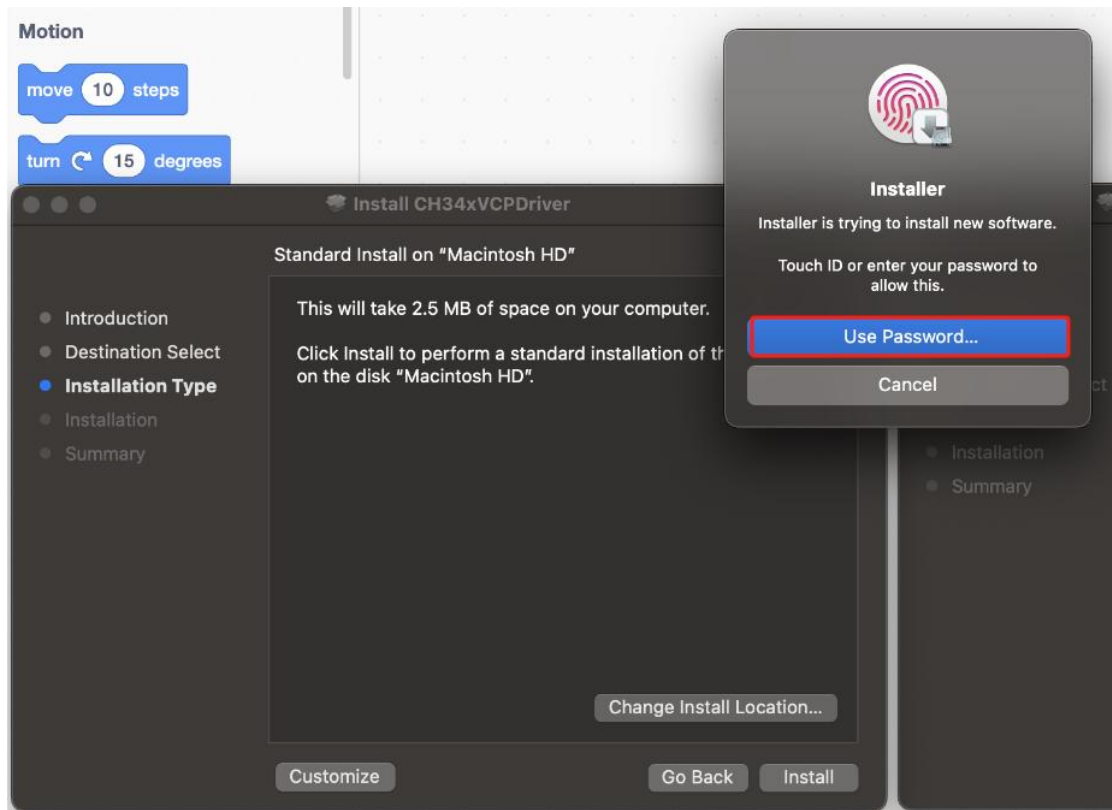 Motion
move 10 steps
turn 15 degrees
Install CH34xVCPDriver
Standard Install on “Macintosh HD”
Introduction
Destination Select
Installation Type
Installation
Summary
This will take 2.5 MB of space on your computer.
Click Install to perform a standard installation of
on the disk “Macintosh HD”.
Change Install Location...
Customize
Go Back
Install
Installer
Installer is trying to install new software.
Touch ID or enter your password to
allow this.
Use Password...
Cancel
Installation
Summary